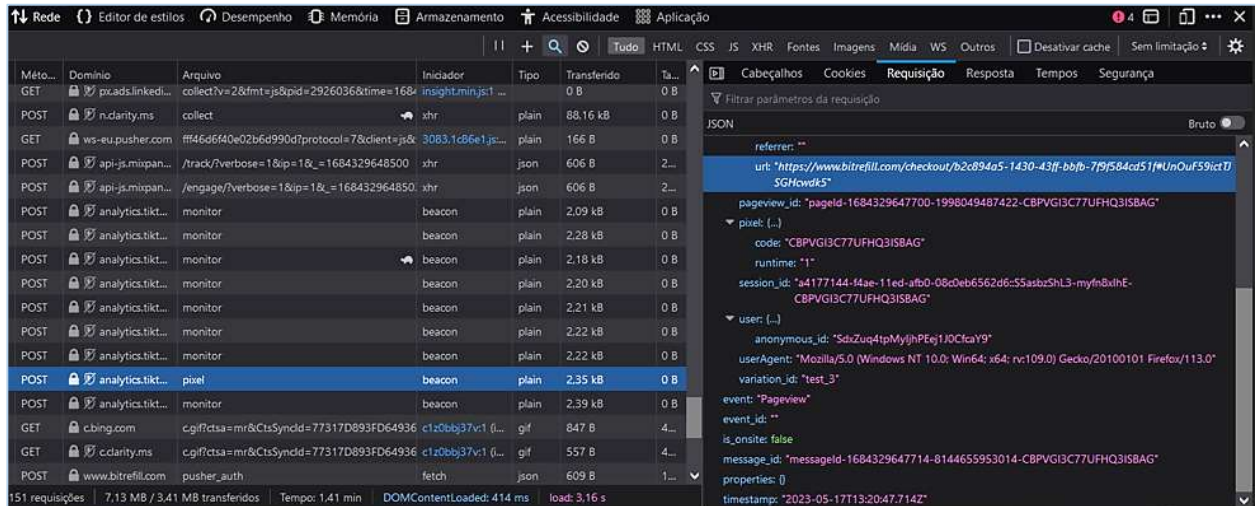 Rede {} Editor de estilos Desempenho Memória Armazenamento Acessibilidade Aplicação 4
Tudo HTML CSS JS XHR Fontes Imagens Mídia WS Outros Desativar cache Sem limitação
Méto... Domínio Arquivo Iniciador Tipo Transferido Ta...
GET px.ads.linkedi... collect?v=2&fmt=js&pid=2926036&time=1684 insight.min.js:1 ... 0 B 0 B
POST n.clarity.ms collect xhr plain 88,16 kB 0 B
GET ws-eu.pusher.com fff46d6f40e02b6d990d?protocol=7&client=js& 3083.1c86e1.js:... plain 166 B 0 B
POST api-js.mixpan... /track/?verbose=1&ip=1&_=1684329648500 xhr json 606 B 2...
POST api-js.mixpan... /engage/?verbose=1&ip=1&_=168432964850. xhr json 606 B 2...
POST analytics.tikt... monitor beacon plain 2,09 kB 0 B
POST analytics.tikt... monitor beacon plain 2,28 kB 0 B
POST analytics.tikt... monitor beacon plain 2,18 kB 0 B
POST analytics.tikt... monitor beacon plain 2,20 kB 0 B
POST analytics.tikt... monitor beacon plain 2,21 kB 0 B
POST analytics.tikt... monitor beacon plain 2,22 kB 0 B
POST analytics.tikt... monitor beacon plain 2,22 kB 0 B
POST analytics.tikt... pixel beacon plain 2,35 kB 0 B
POST analytics.tikt... monitor beacon plain 2,39 kB 0 B
GET c.bing.com c.gif?ctsa=mr&CtsSyncId=77317D893FD64936 c1z0bbj37v:1 (i... gif 847 B 4...
GET c.clarity.ms c.gif?ctsa=mr&CtsSyncId=77317D893FD64936 c1z0bbj37v:1 (i... gif 557 B 4...
POST www.bitrefill.com pusher_auth fetch json 609 B 1...
151 requisições 7,13 MB / 3,41 MB transferidos Tempo: 1,41 min DOMContentLoaded: 414 ms load: 3,16 s
Cabeçalhos Cookies Requisição Resposta Tempos Segurança
Filtrar parâmetros da requisição
JSON Bruto
referrer: ""
url: "https://www.bitrefill.com/checkout/b2c894a5-1430-43ff-bbfb-7f9f584cd51f#UnOuF59ictTJ
SGHcwdk5"
pageview_id: "pageId-1684329647700-1998049487422-CBPVGI3C77UFHQ3ISBAG"
pixel: {...}
code: "CBPVGI3C77UFHQ3ISBAG"
runtime: "1"
session_id: "a4177144-f4ae-11ed-afb0-08c0eb6562d6::S5asbzShL3-myfn8xlhE-
CBPVGI3C77UFHQ3ISBAG"
user: {...}
anonymous_id: "SdxZuq4tpMyljhPEej1J0CfcaY9"
userAgent: "Mozilla/5.0 (Windows NT 10.0; Win64; x64; rv:109.0) Gecko/20100101 Firefox/113.0"
variation_id: "test_3"
event: "Pageview"
event_id: ""
is_onsite: false
message_id: "messageId-1684329647714-8144655953014-CBPVGI3C77UFHQ3ISBAG"
properties: {}
timestamp: "2023-05-17T13:20:47.714Z"